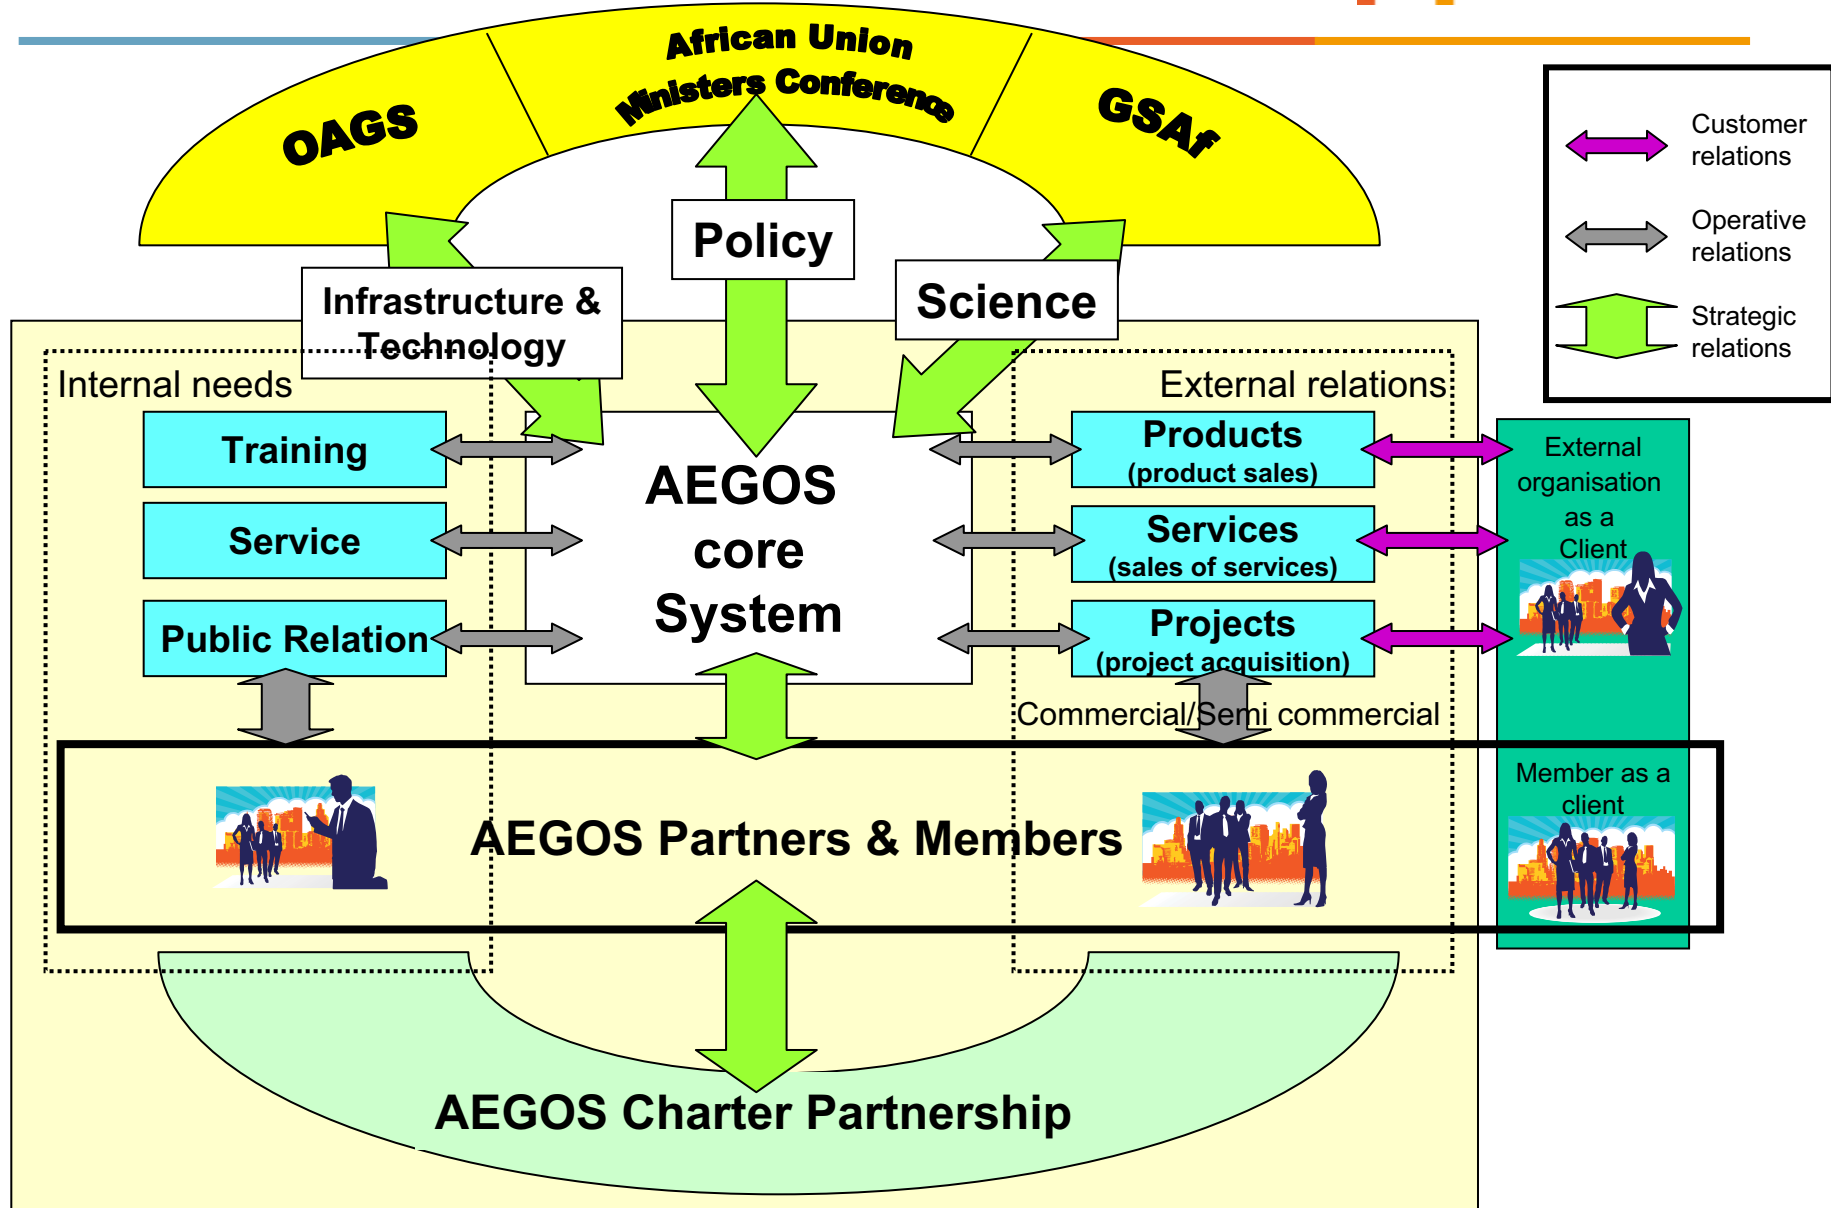 African Union
Ministers Conference
OAGS
GSAf
Customer
relations
Operative
relations
Strategic
relations
Policy
Infrastructure &
Technology
Science
Internal needs
External relations
Training
Service
Public Relation
AEGOS
core
System
Products
(product sales)
Services
(sales of services)
Projects
(project acquisition)
Commercial/Semi commercial
External
organisation
as a
Client
Member as a
client
AEGOS Partners & Members
AEGOS Charter Partnership